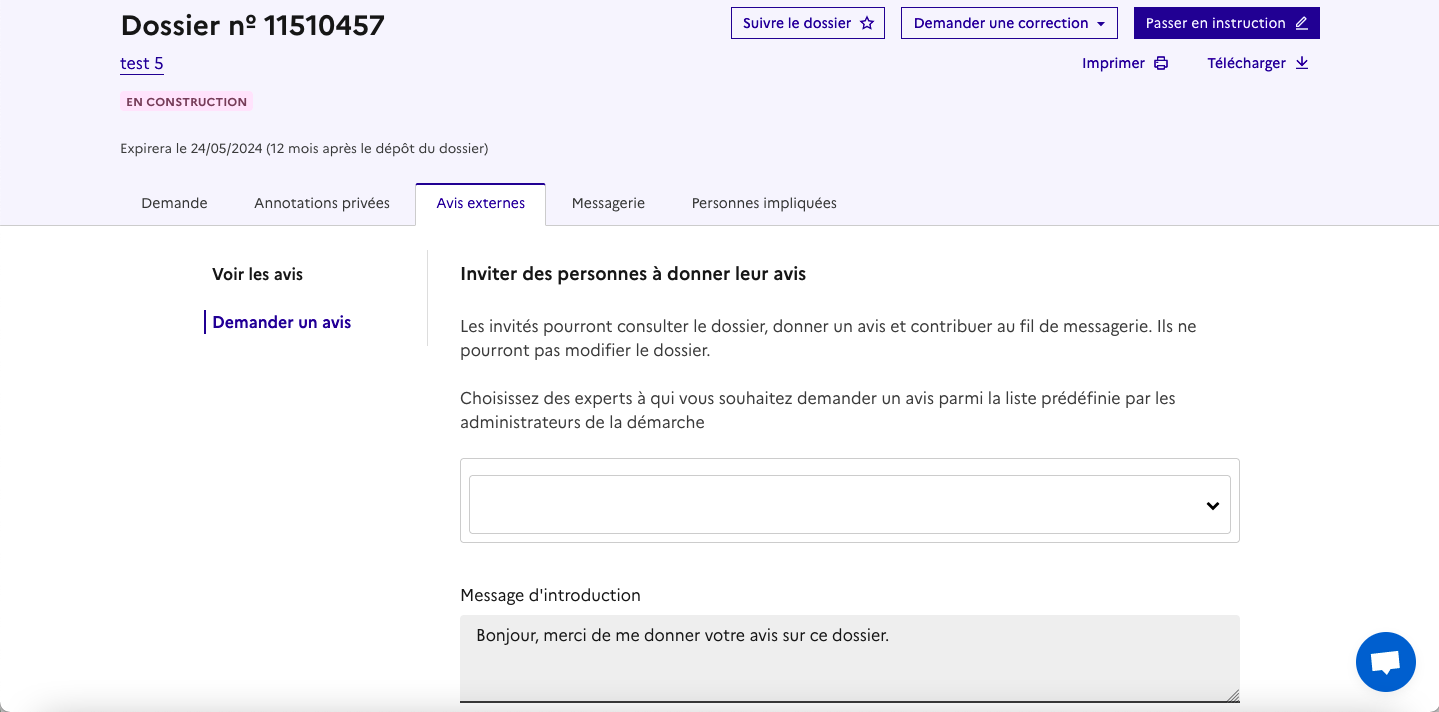 Dossier nº 11510457
Suivre le dossier
Demander une correction
Passer en instruction
test 5
Imprimer
Télécharger
EN CONSTRUCTION
Expirera le 24/05/2024 (12 mois après le dépôt du dossier)
Demande
Annotations privées
Avis externes
Messagerie
Personnes impliquées
Voir les avis
Demander un avis
Inviter des personnes à donner leur avis
Les invités pourront consulter le dossier, donner un avis et contribuer au fil de messagerie. Ils ne
pourront pas modifier le dossier.
Choisissez des experts à qui vous souhaitez demander un avis parmi la liste prédéfinie par les
administrateurs de la démarche
Message d'introduction
Bonjour, merci de me donner votre avis sur ce dossier.